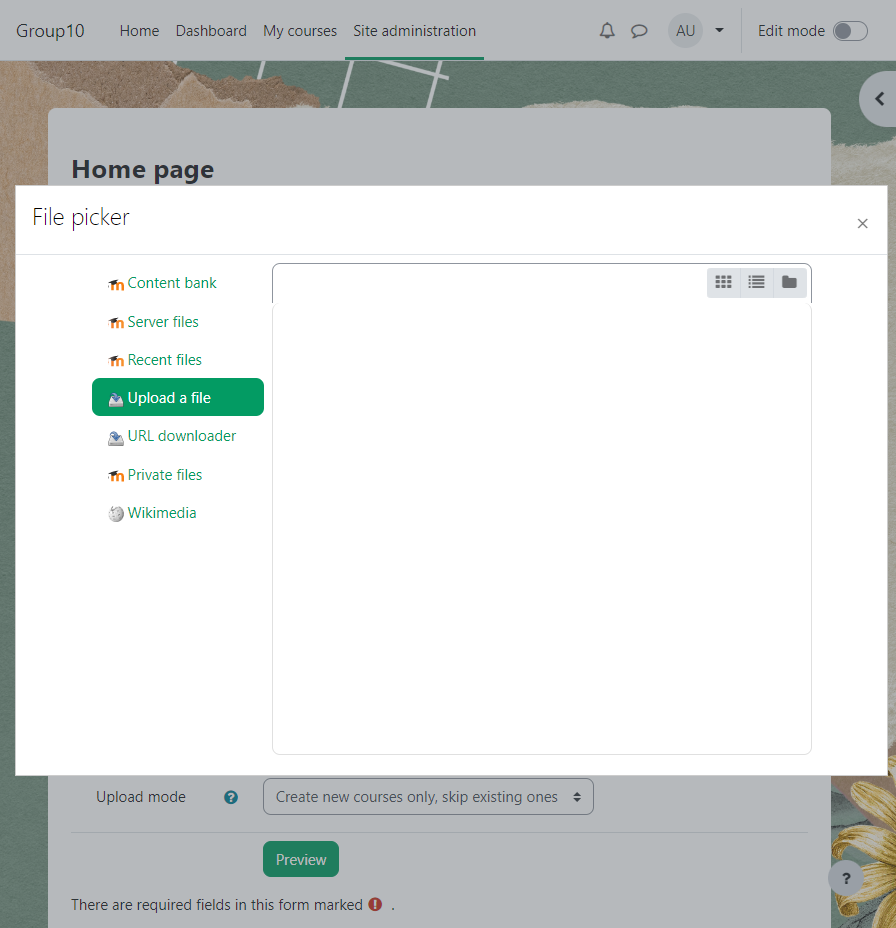 Group10
Home
Dashboard
My courses
Site administration
AU
Edit mode
Home page
File picker
×
Content bank
Server files
Recent files
Upload a file
URL downloader
Private files
Wikimedia
Upload mode
?
Create new courses only, skip existing ones
Preview
?
There are required fields in this form marked ! .